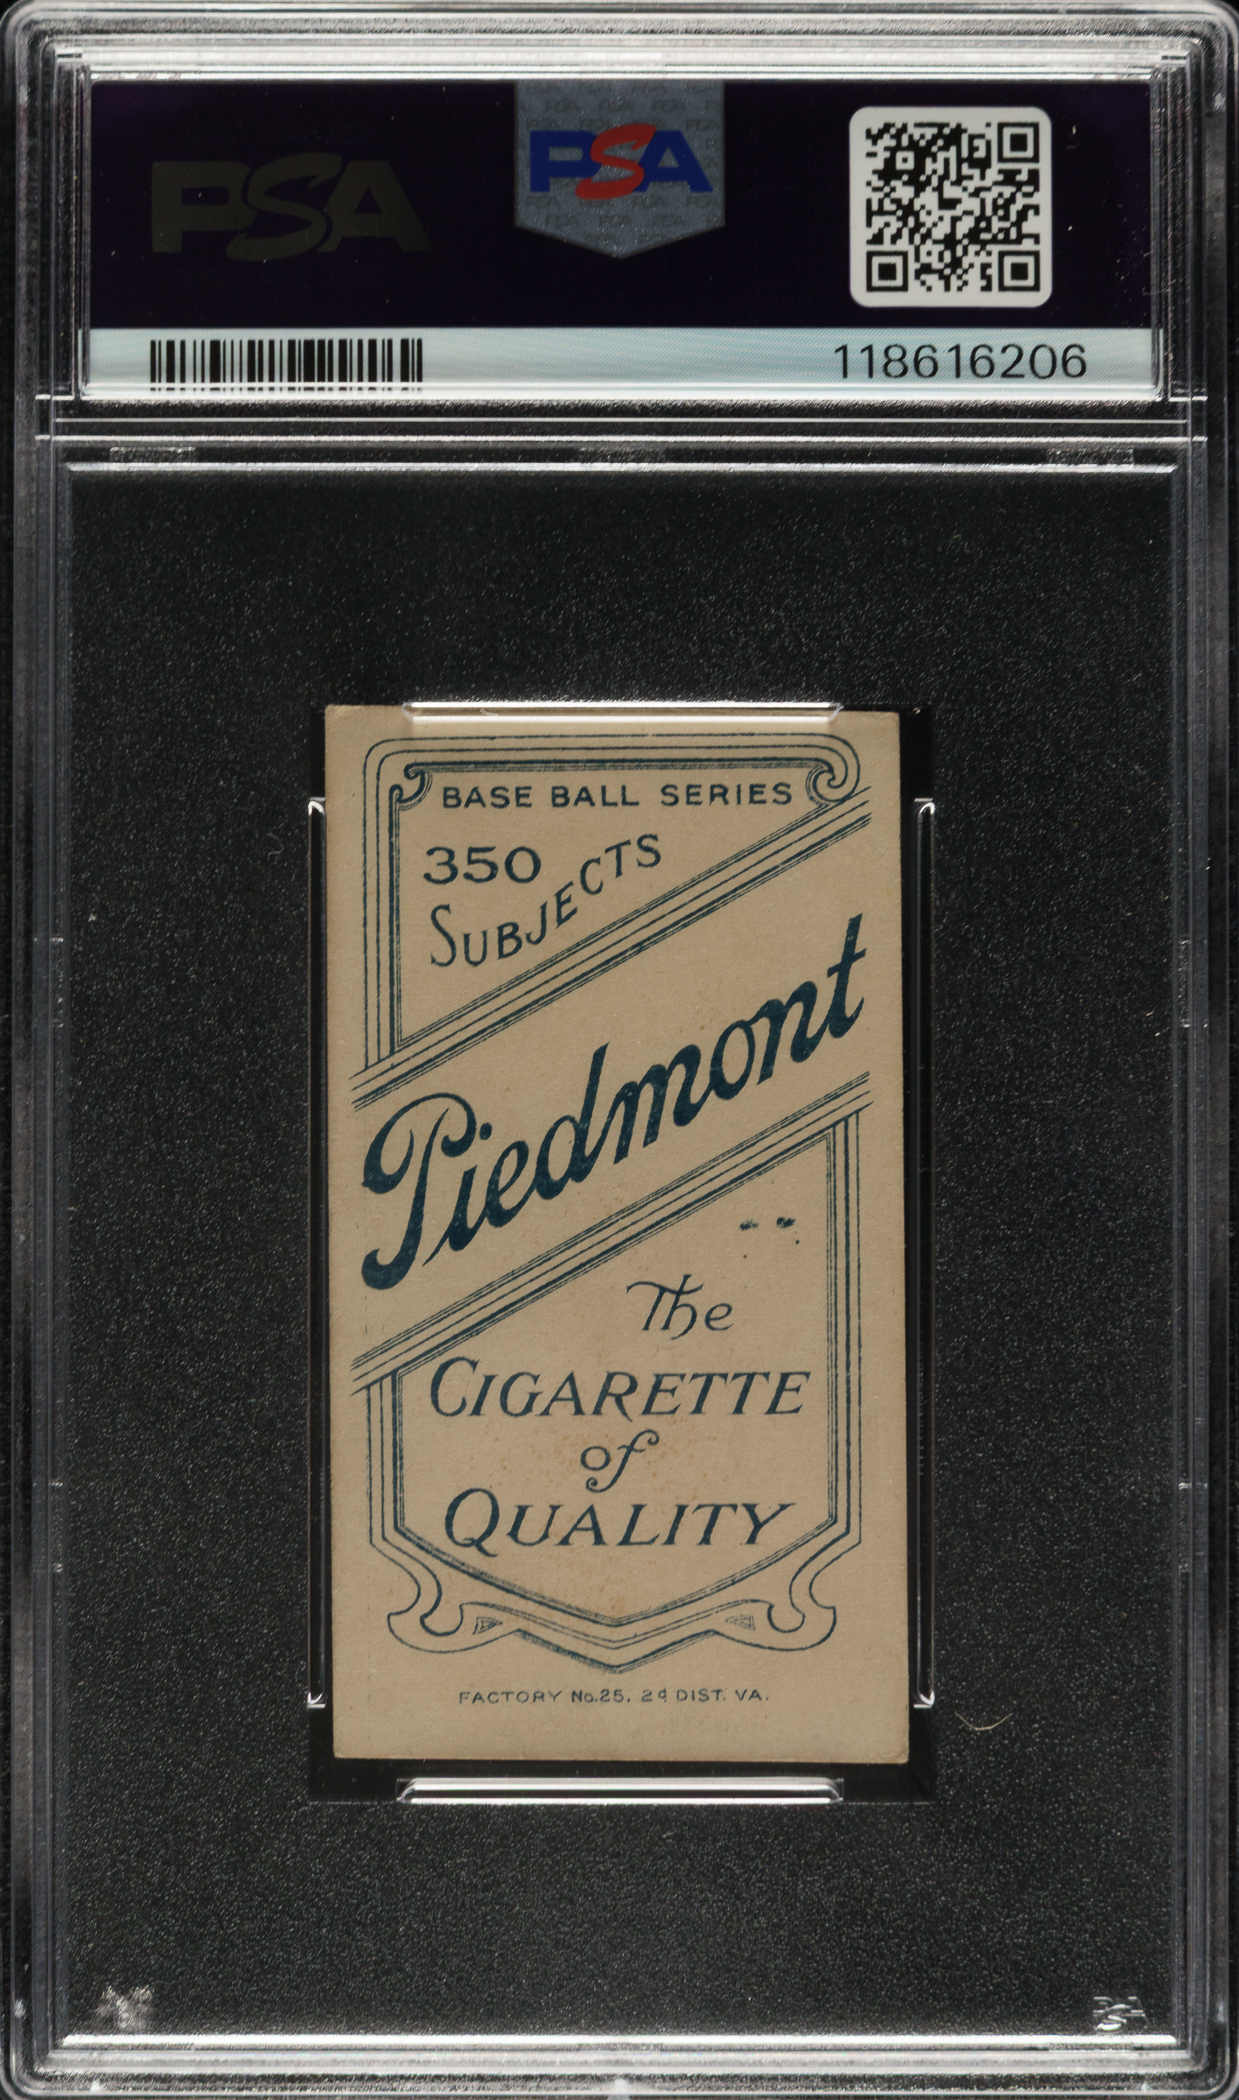 PSA
PSA
118616206
BASE BALL SERIES
350
SUBJECTS
Piedmont
The
CIGARETTE
of
QUALITY
FACTORY No.25, 2d DIST. VA.
PSA